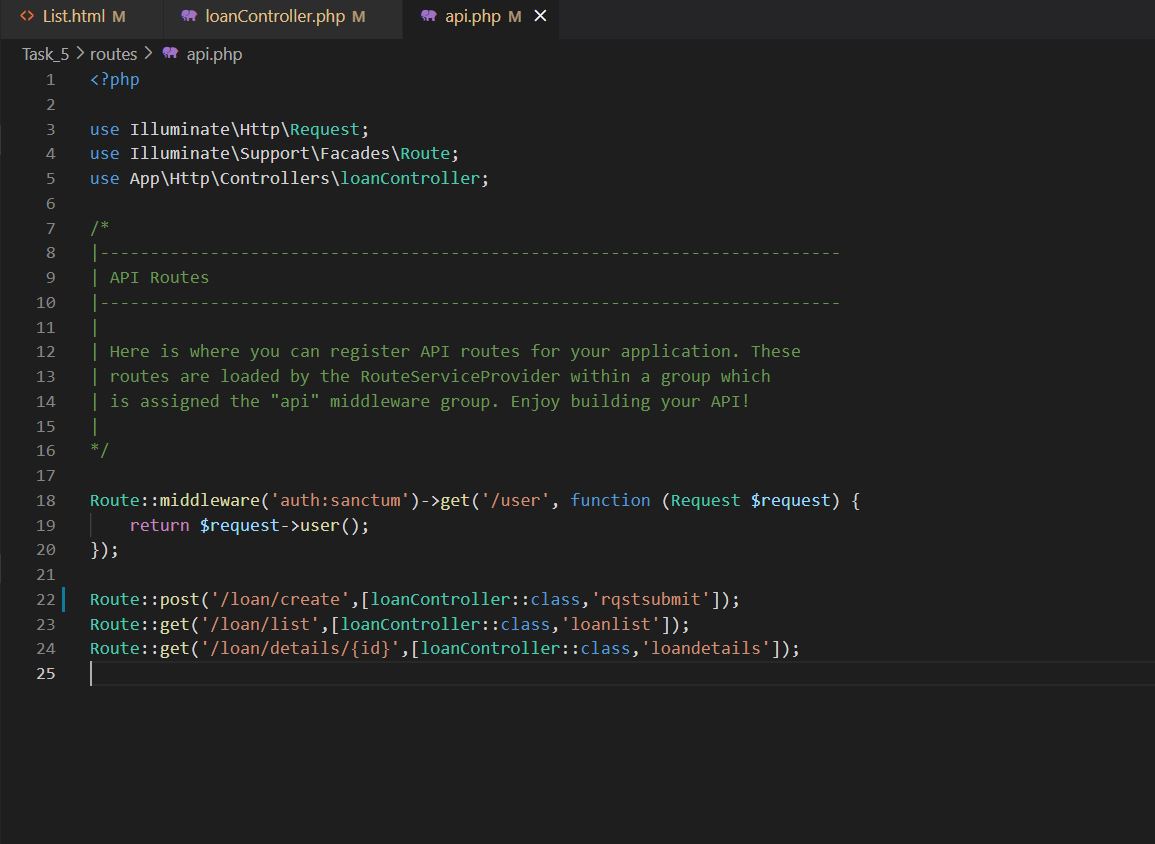 List.html M
loanController.php M
api.php M
Task_5 > routes > api.php
1 <?php
2
3 use Illuminate\Http\Request;
4 use Illuminate\Support\Facades\Route;
5 use App\Http\Controllers\loanController;
6
7 /*
8 |--------------------------------------------------------------------------
9 | API Routes
10 |--------------------------------------------------------------------------
11 |
12 | Here is where you can register API routes for your application. These
13 | routes are loaded by the RouteServiceProvider within a group which
14 | is assigned the "api" middleware group. Enjoy building your API!
15 |
16 */
17
18 Route::middleware('auth:sanctum')->get('/user', function (Request $request) {
19     return $request->user();
20 });
21
22 Route::post('/loan/create',[loanController::class,'rqstsubmit']);
23 Route::get('/loan/list',[loanController::class,'loanlist']);
24 Route::get('/loan/details/{id}',[loanController::class,'loandetails']);
25